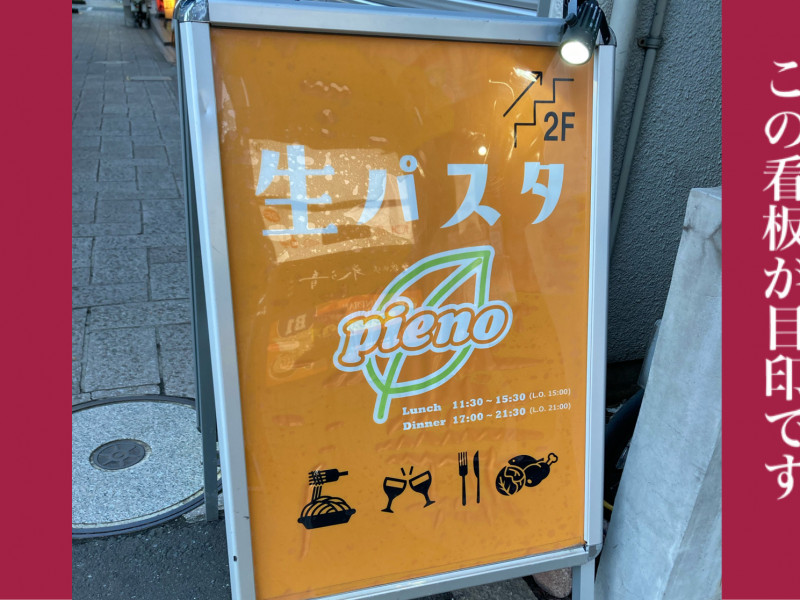 2F
生パスタ
pieno
Lunch 11:30~15:30 (L.O. 15:00)
Dinner 17:00~21:30 (L.O. 21:00)
この看板が目印です